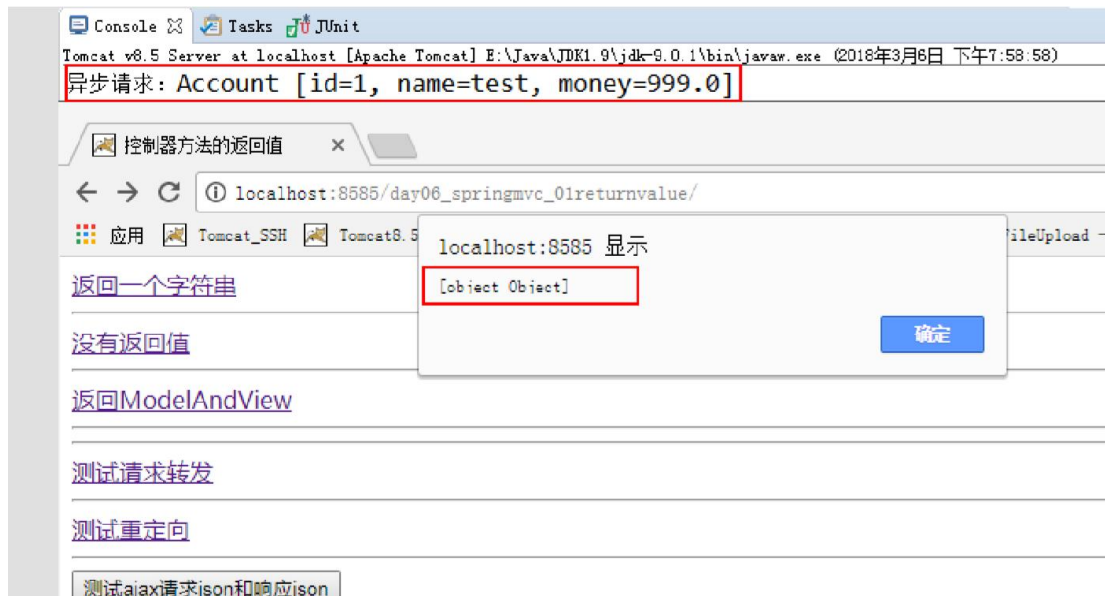 Console Tasks JUnit
Tomcat v8.5 Server at localhost [Apache Tomcat] E:\Java\JDK1.9\jdk-9.0.1\bin\javaw.exe (2018年3月6日 下午7:58:58)
异步请求：Account [id=1, name=test, money=999.0]
控制器方法的返回值
localhost:8585/day06_springmvc_01returnvalue/
应用 Tomcat_SSH Tomcat8.5 FileUpload
localhost:8585 显示
[object Object]
返回一个字符串
确定
没有返回值
返回ModelAndView
测试请求转发
测试重定向
测试ajax请求json和响应json